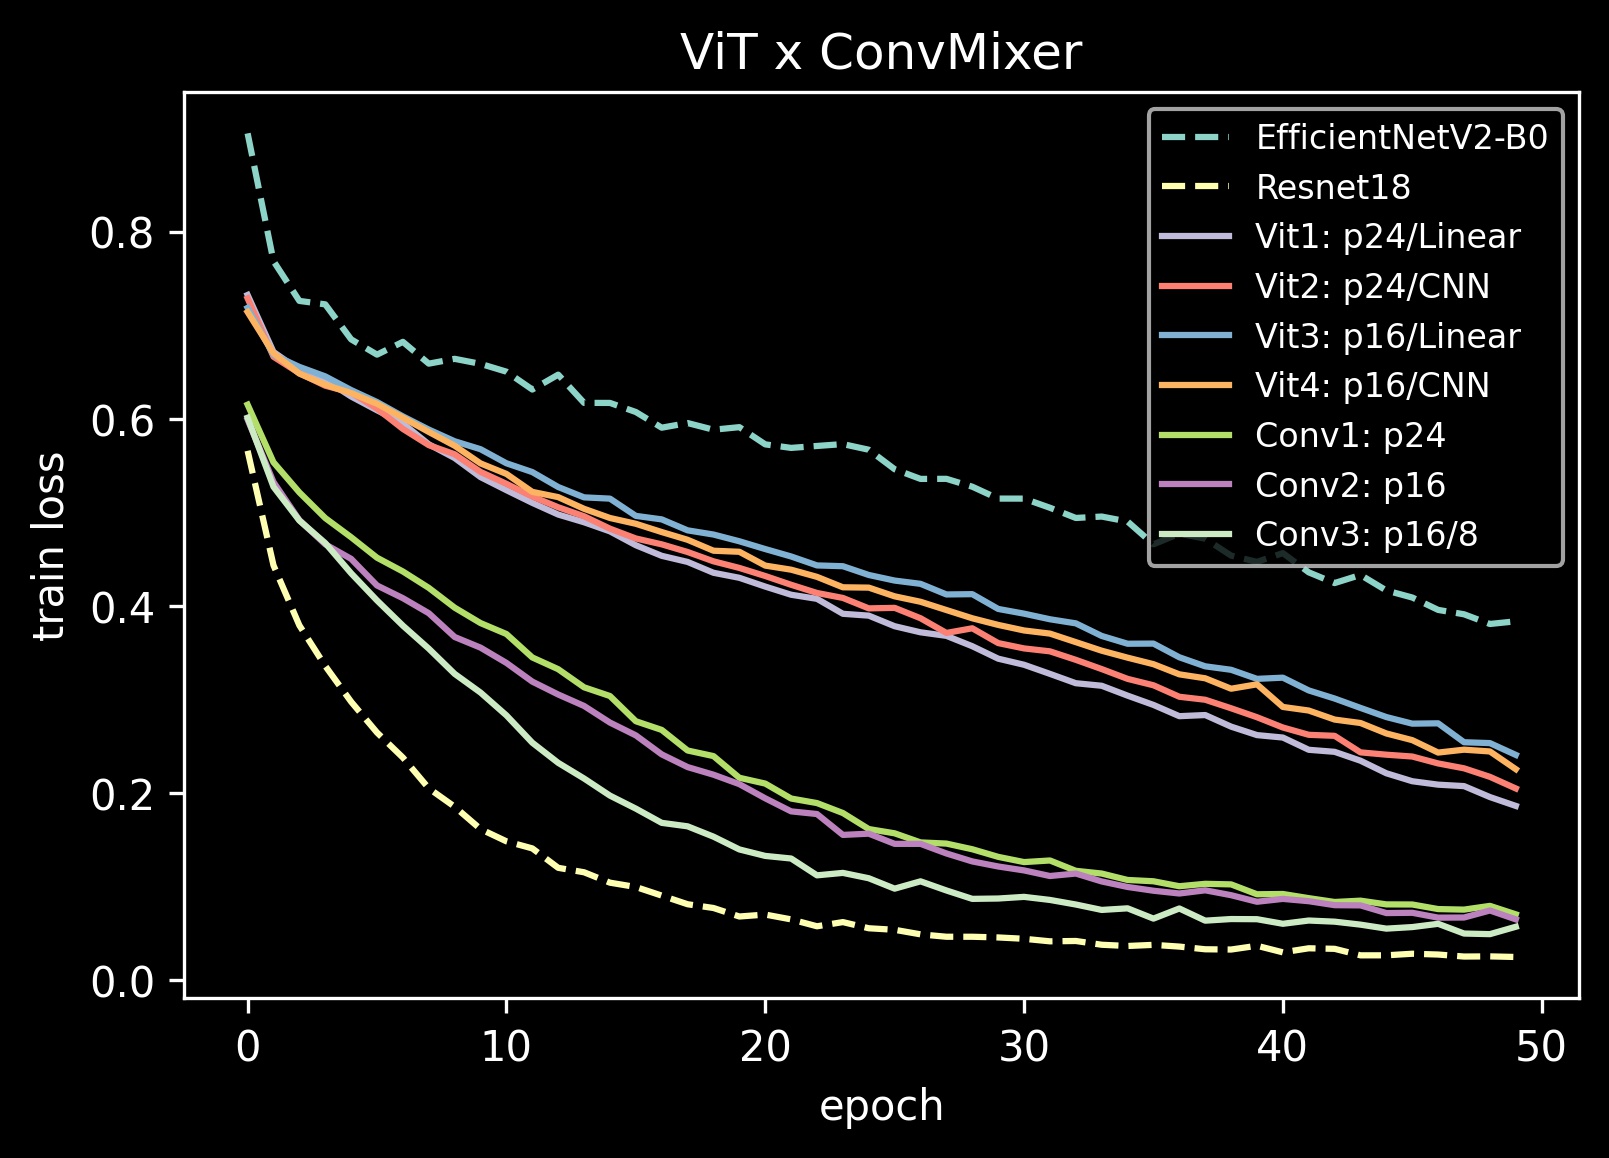 ViT x ConvMixer
EfficientNetV2-B0
Resnet18
Vit1: p24/Linear
Vit2: p24/CNN
Vit3: p16/Linear
Vit4: p16/CNN
Conv1: p24
Conv2: p16
Conv3: p16/8
train loss
0.8
0.6
0.4
0.2
0.0
0 10 20 30 40 50
epoch